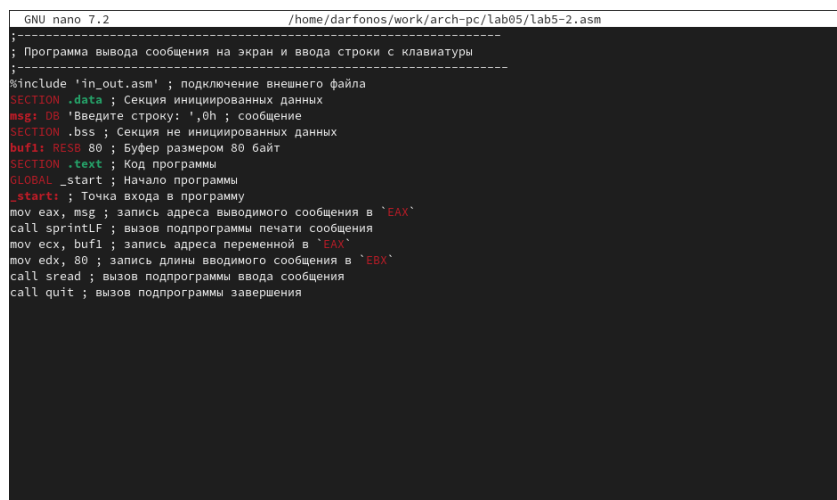 GNU nano 7.2 /home/darfonos/work/arch-pc/lab05/lab5-2.asm
;-------------------------------------------------------------------
; Программа вывода сообщения на экран и ввода строки с клавиатуры
;--------------------------------------------------------------------
%include 'in_out.asm' ; подключение внешнего файла
SECTION .data ; Секция инициированных данных
msg: DB 'Введите строку: ',0h ; сообщение
SECTION .bss ; Секция не инициированных данных
buf1: RESB 80 ; Буфер размером 80 байт
SECTION .text ; Код программы
GLOBAL _start ; Начало программы
_start: ; Точка входа в программу
mov eax, msg ; запись адреса выводимого сообщения в `EAX`
call sprintLF ; вызов подпрограммы печати сообщения
mov ecx, buf1 ; запись адреса переменной в `EAX`
mov edx, 80 ; запись длины вводимого сообщения в `EBX`
call sread ; вызов подпрограммы ввода сообщения
call quit ; вызов подпрограммы завершения